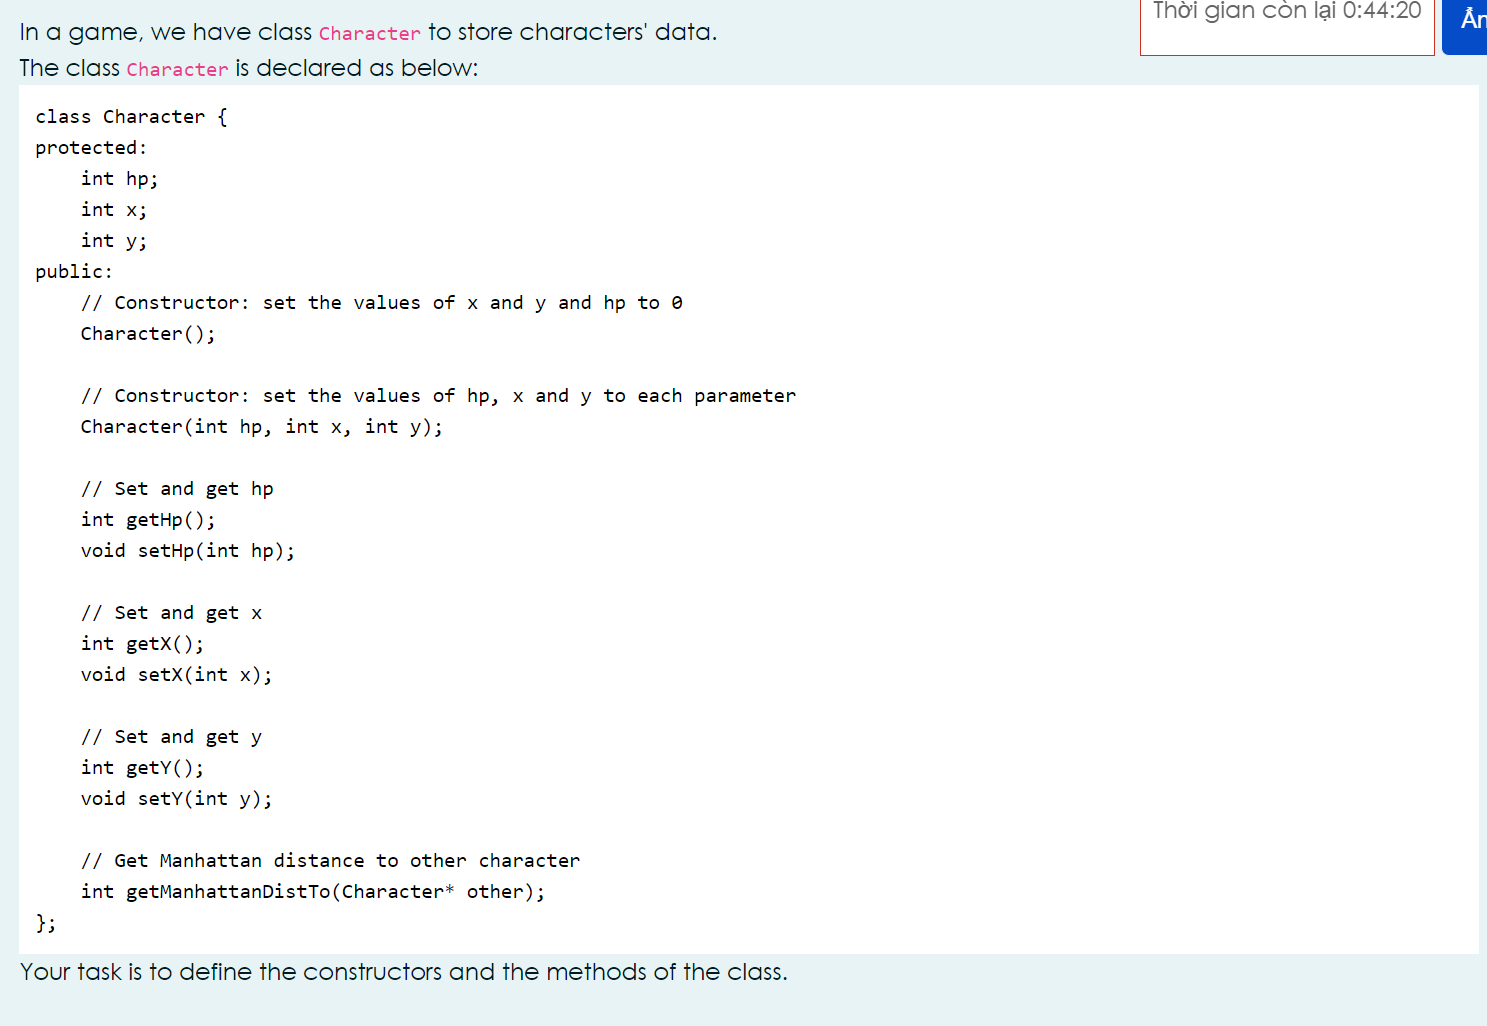 Thời gian còn lại 0:44:20
Ẩn
In a game, we have class Character to store characters' data.
The class Character is declared as below:
class Character {
protected:
    int hp;
    int x;
    int y;
public:
    // Constructor: set the values of x and y and hp to 0
    Character();
    // Constructor: set the values of hp, x and y to each parameter
    Character(int hp, int x, int y);
    // Set and get hp
    int getHp();
    void setHp(int hp);
    // Set and get x
    int getX();
    void setX(int x);
    // Set and get y
    int getY();
    void setY(int y);
    // Get Manhattan distance to other character
    int getManhattanDistTo(Character* other);
};
Your task is to define the constructors and the methods of the class.